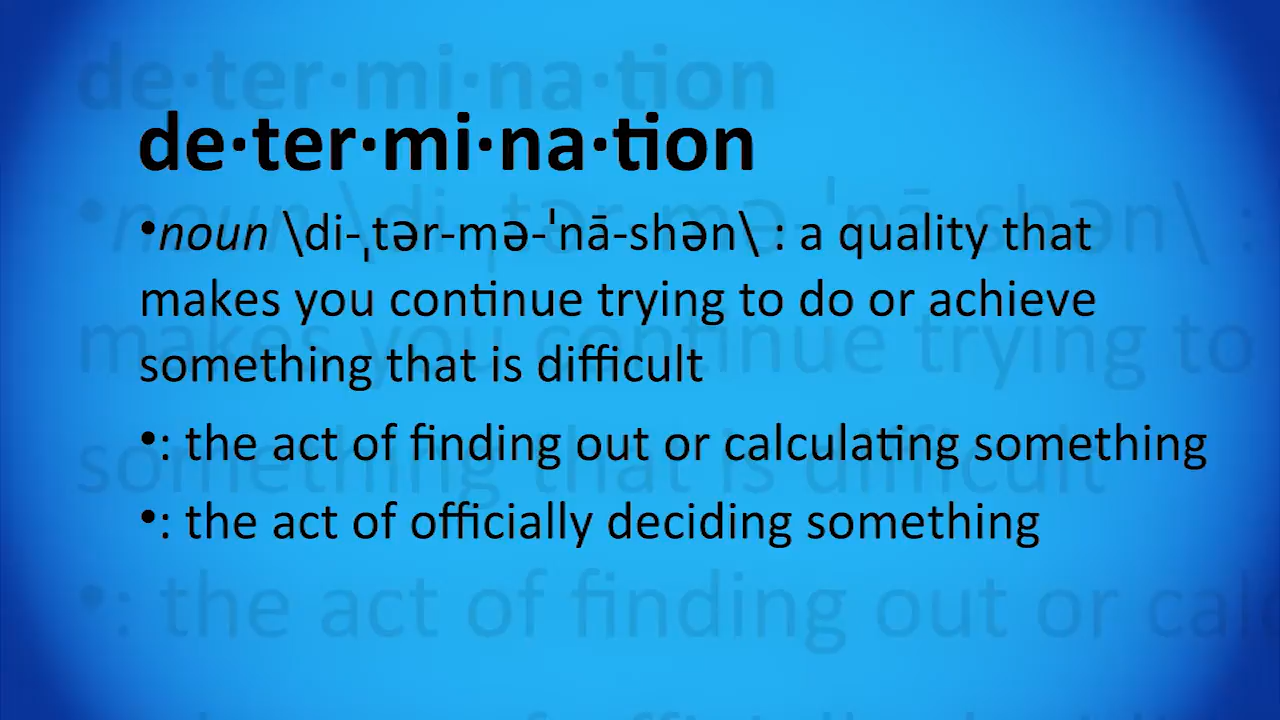 de·ter·mi·na·tion
•noun \di-ˌtər-mə-ˈnā-shən\ : a quality that
makes you continue trying to do or achieve
something that is difficult
•: the act of finding out or calculating something
•: the act of officially deciding something